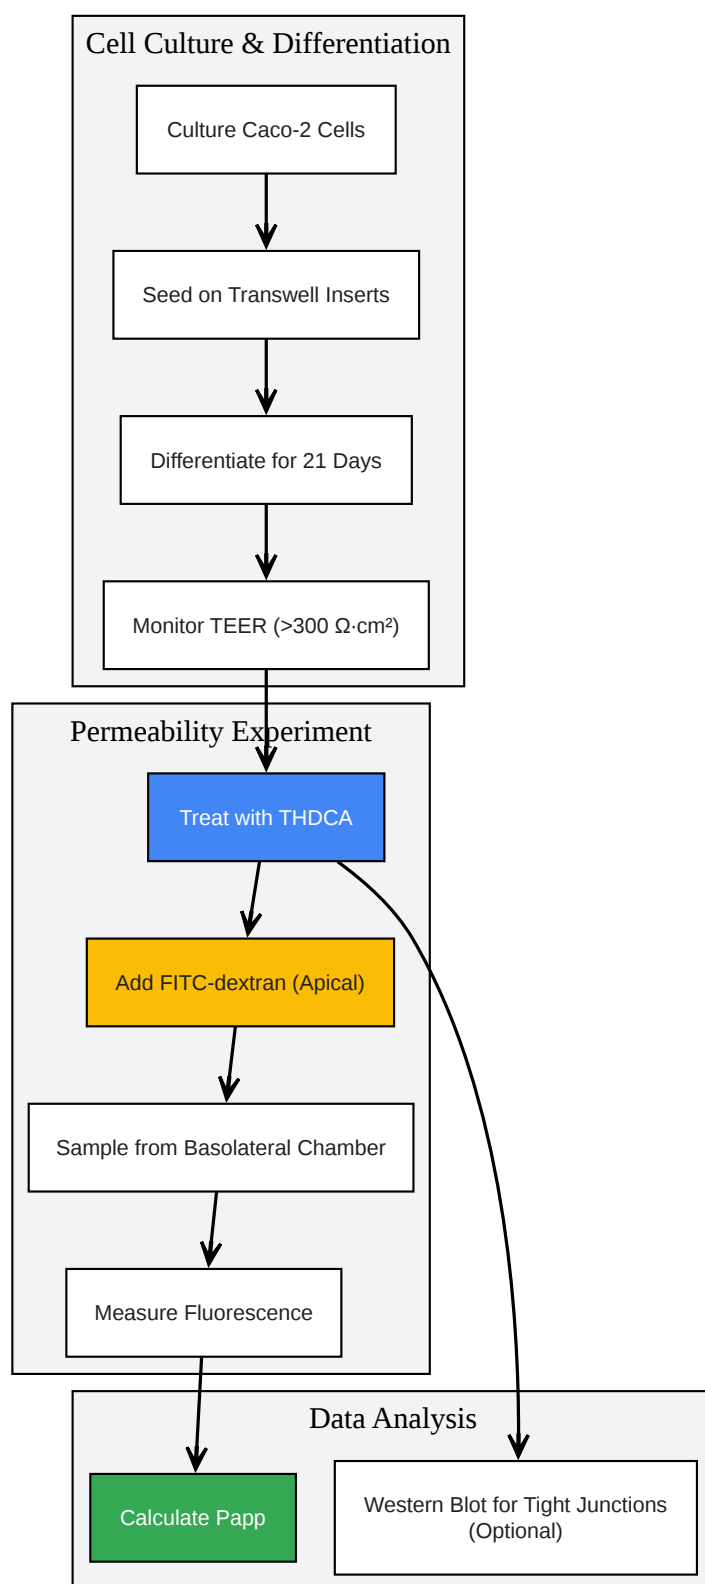 Cell Culture & Differentiation
Culture Caco-2 Cells
Seed on Transwell Inserts
Differentiate for 21 Days
Monitor TEER (>300 Ω·cm²)
Permeability Experiment
Treat with THDCA
Add FITC-dextran (Apical)
Sample from Basolateral Chamber
Measure Fluorescence
Data Analysis
Calculate Papp
Western Blot for Tight Junctions
(Optional)